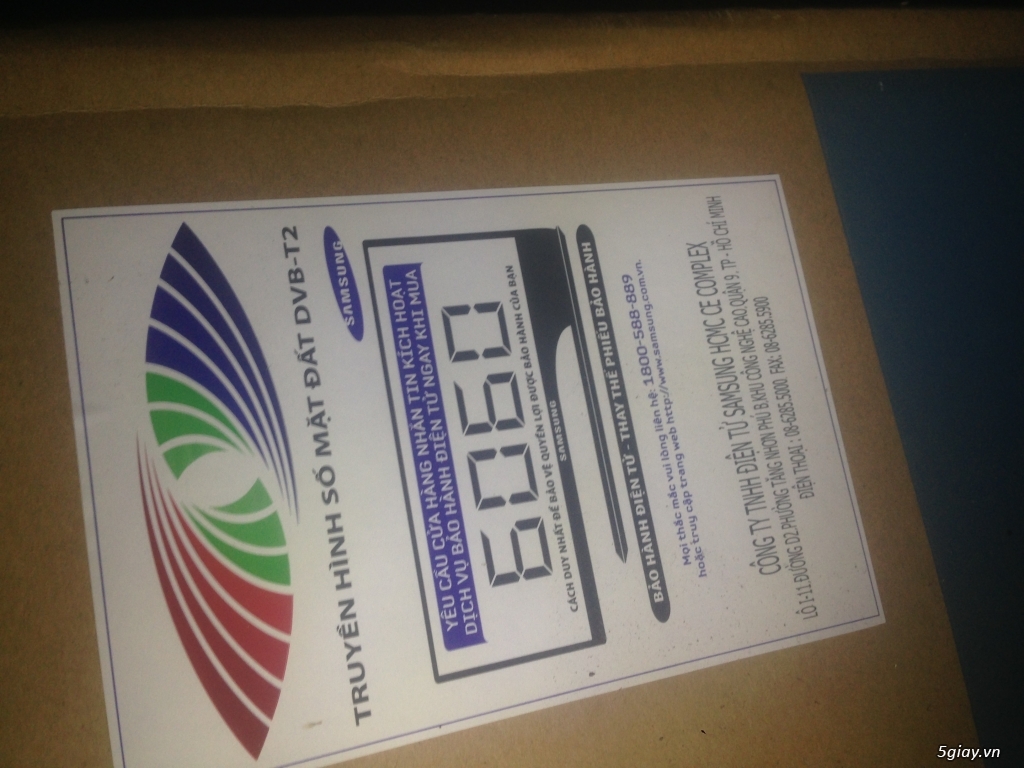 TRUYỀN HÌNH SỐ MẶT ĐẤT DVB-T2
SAMSUNG
YÊU CẦU CỬA HÀNG NHẮN TIN KÍCH HOẠT
DỊCH VỤ BẢO HÀNH ĐIỆN TỬ NGAY KHI MUA
6060
CÁCH DUY NHẤT ĐỂ BẢO VỆ QUYỀN LỢI ĐƯỢC BẢO HÀNH CỦA BẠN
SAMSUNG
BẢO HÀNH ĐIỆN TỬ - THAY THẾ PHIẾU BẢO HÀNH
Mọi thắc mắc vui lòng liên hệ: 1800-588-889
hoặc truy cập trang web http://www.samsung.com.vn.
CÔNG TY TNHH ĐIỆN TỬ SAMSUNG HCMC CE COMPLEX
LÔ I-11.ĐƯỜNG D2.PHƯỜNG TĂNG NHƠN PHÚ B.KHU CÔNG NGHỆ CAO,QUẬN 9. TP - HỒ CHÍ MINH
ĐIỆN THOẠI : 08-6285.5000, FAX: 08-6285.5900
5giay.vn